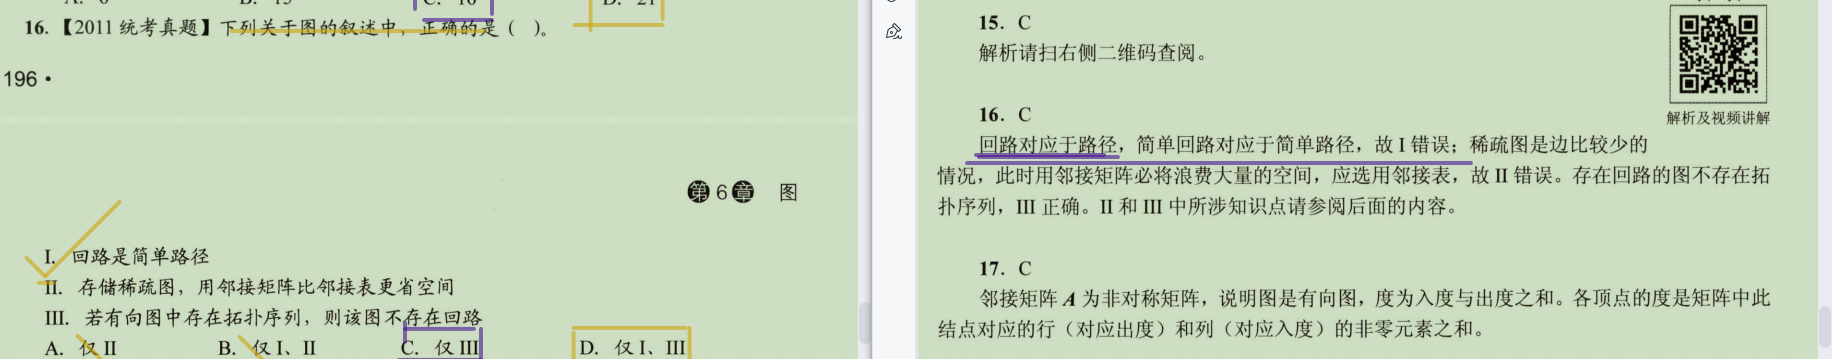 16.【2011 统考真题】下列关于图的叙述中,正确的是( )。
196 •
第 6 章 图
I. 回路是简单路径
II. 存储稀疏图,用邻接矩阵比邻接表更省空间
III. 若有向图中存在拓扑序列,则该图不存在回路
A. 仅 II B. 仅 I、II C. 仅 III D. 仅 I、III
15. C
解析请扫右侧二维码查阅。
16. C
解析及视频讲解
回路对应于路径,简单回路对应于简单路径,故 I 错误;稀疏图是边比较少的
情况,此时用邻接矩阵必将浪费大量的空间,应选用邻接表,故 II 错误。存在回路的图不存在拓
扑序列,III 正确。II 和 III 中所涉知识点请参阅后面的内容。
17. C
邻接矩阵 A 为非对称矩阵,说明图是有向图,度为入度与出度之和。各顶点的度是矩阵中此
结点对应的行(对应出度)和列(对应入度)的非零元素之和。